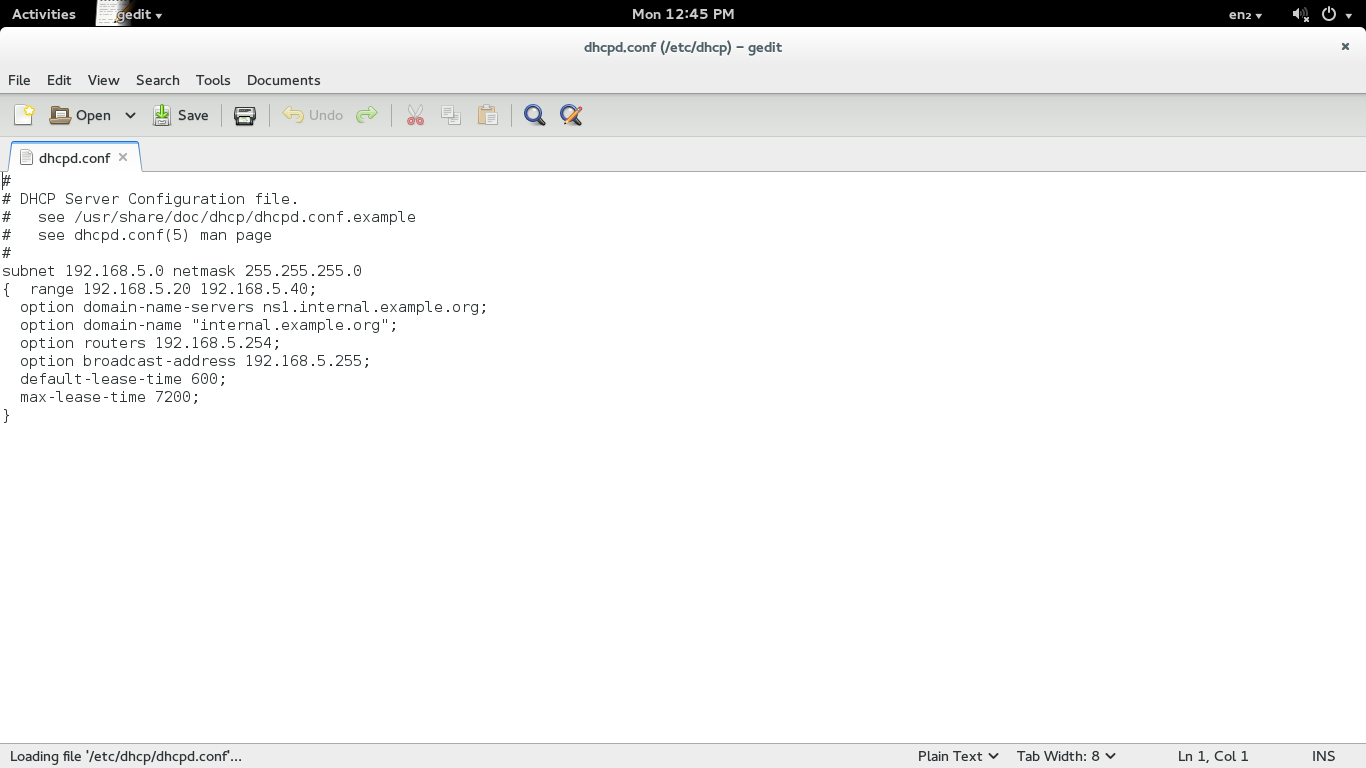 Activities gedit Mon 12:45 PM en₂
dhcpd.conf (/etc/dhcp) – gedit ×
File Edit View Search Tools Documents
Open Save Undo
dhcpd.conf ×
#
# DHCP Server Configuration file.
#   see /usr/share/doc/dhcp/dhcpd.conf.example
#   see dhcpd.conf(5) man page
#
subnet 192.168.5.0 netmask 255.255.255.0
{  range 192.168.5.20 192.168.5.40;
  option domain-name-servers ns1.internal.example.org;
  option domain-name "internal.example.org";
  option routers 192.168.5.254;
  option broadcast-address 192.168.5.255;
  default-lease-time 600;
  max-lease-time 7200;
}
Loading file '/etc/dhcp/dhcpd.conf'... Plain Text Tab Width: 8 Ln 1, Col 1 INS